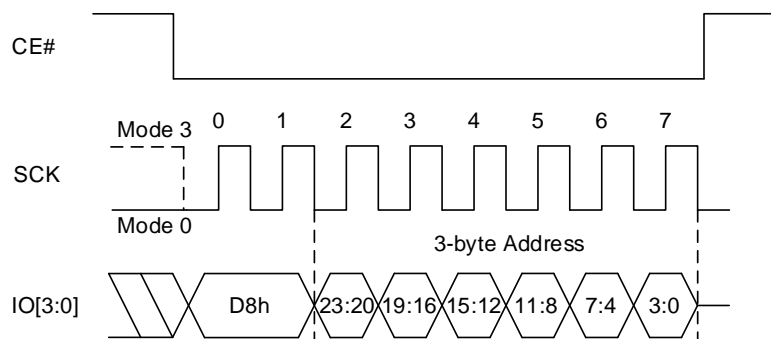 CE#
Mode 3
0 1 2 3 4 5 6 7
SCK
Mode 0
3-byte Address
IO[3:0]
D8h 23:20 19:16 15:12 11:8 7:4 3:0